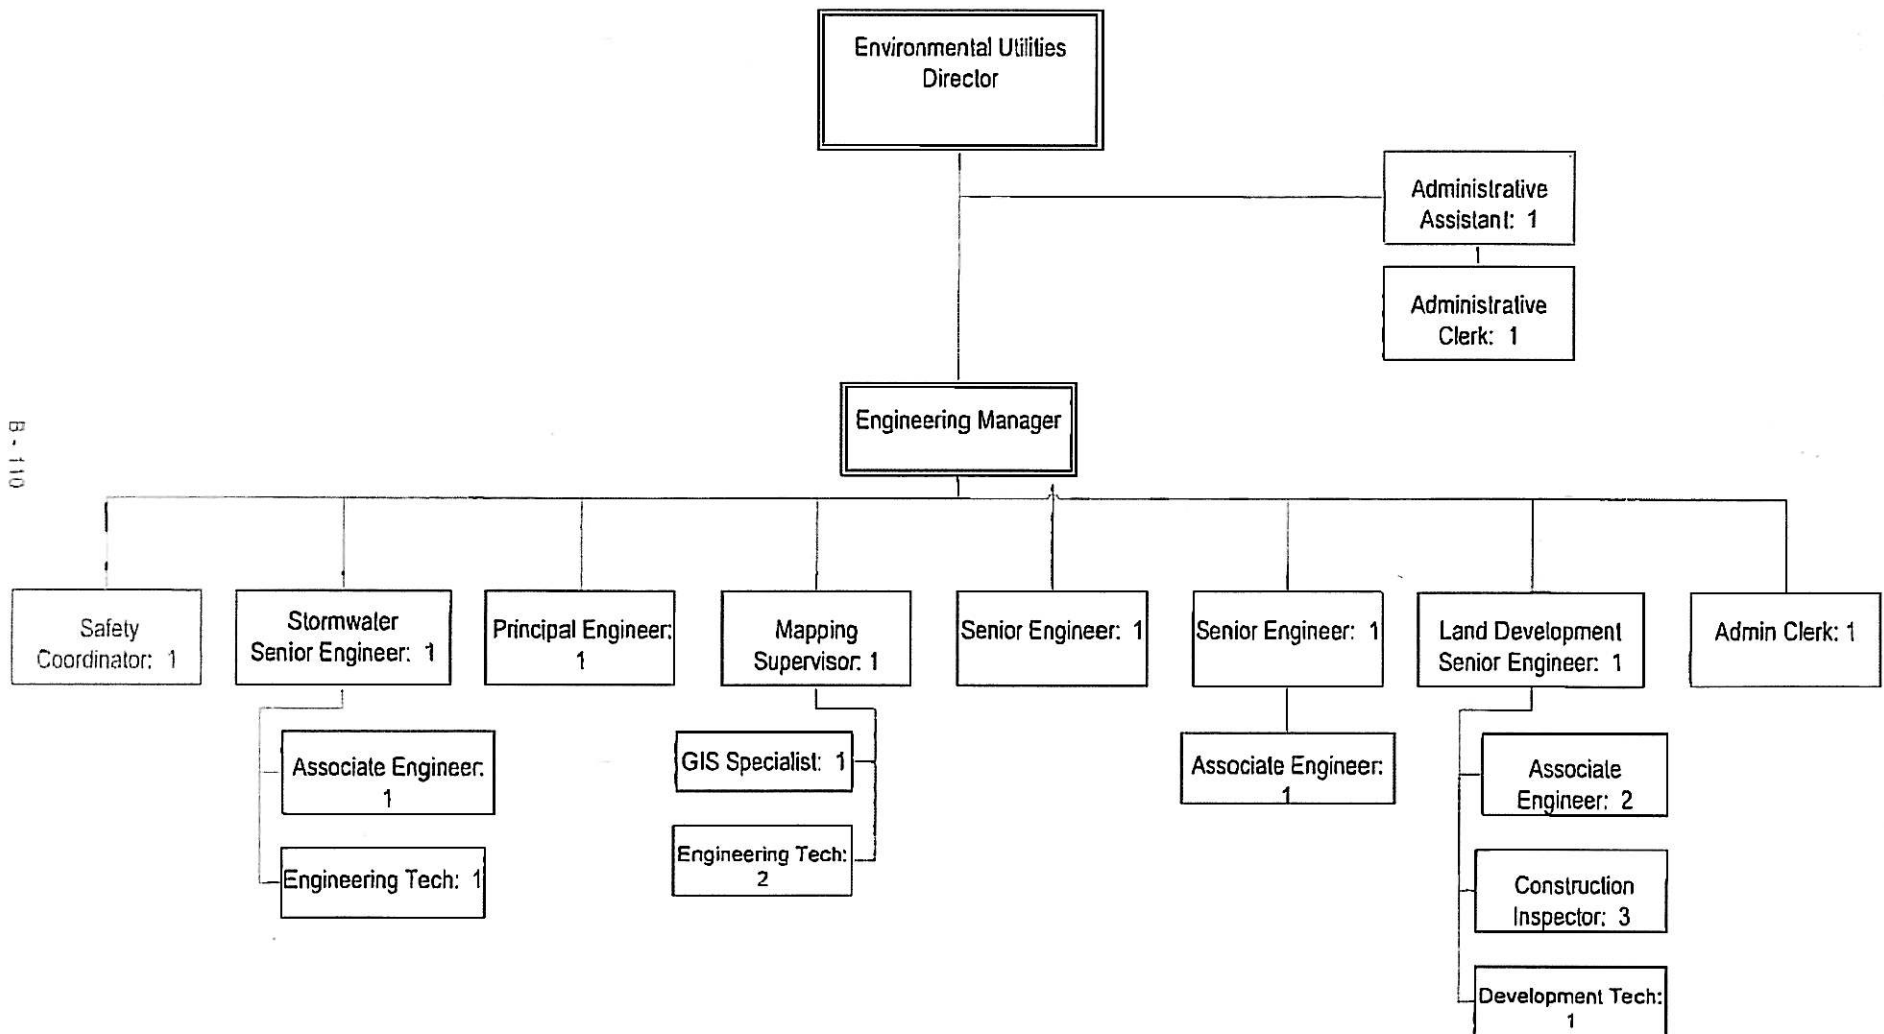 Environmental Utilities
Director
Administrative
Assistant: 1
Administrative
Clerk: 1
Engineering Manager
B - 110
Safety
Coordinator: 1
Stormwater
Senior Engineer: 1
Principal Engineer:
1
Mapping
Supervisor: 1
Senior Engineer: 1
Senior Engineer: 1
Land Development
Senior Engineer: 1
Admin Clerk: 1
Associate Engineer:
1
Engineering Tech: 1
GIS Specialist: 1
Engineering Tech:
2
Associate Engineer:
1
Associate
Engineer: 2
Construction
Inspector: 3
Development Tech:
1